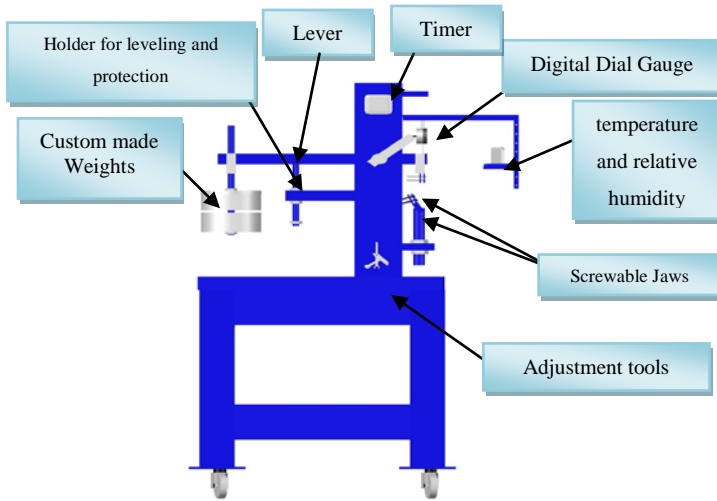 Holder for leveling and
protection
Lever
Timer
Digital Dial Gauge
Custom made
Weights
temperature
and relative
humidity
Screwable Jaws
Adjustment tools